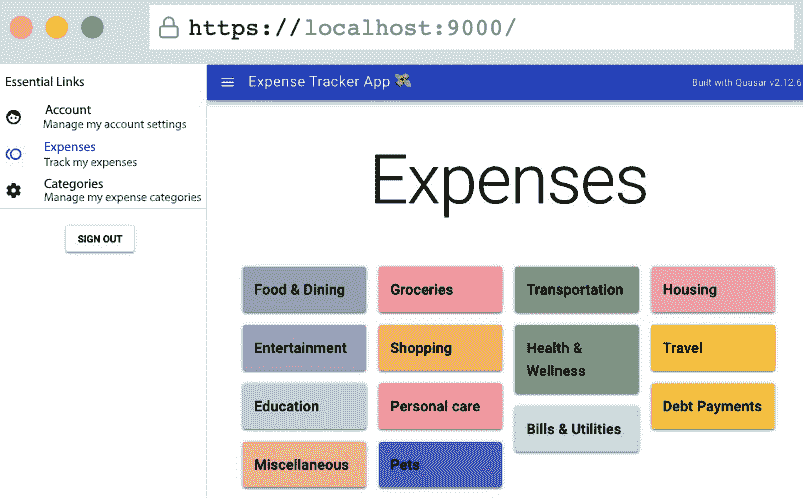 https://localhost:9000/
Essential Links
Account
Manage my account settings
Expenses
Track my expenses
Categories
Manage my expense categories
SIGN OUT
Expense Tracker App 💸
Built with Quasar v2.12.6
Expenses
Food & Dining
Groceries
Transportation
Housing
Entertainment
Shopping
Health &
Wellness
Travel
Education
Personal care
Bills & Utilities
Debt Payments
Miscellaneous
Pets